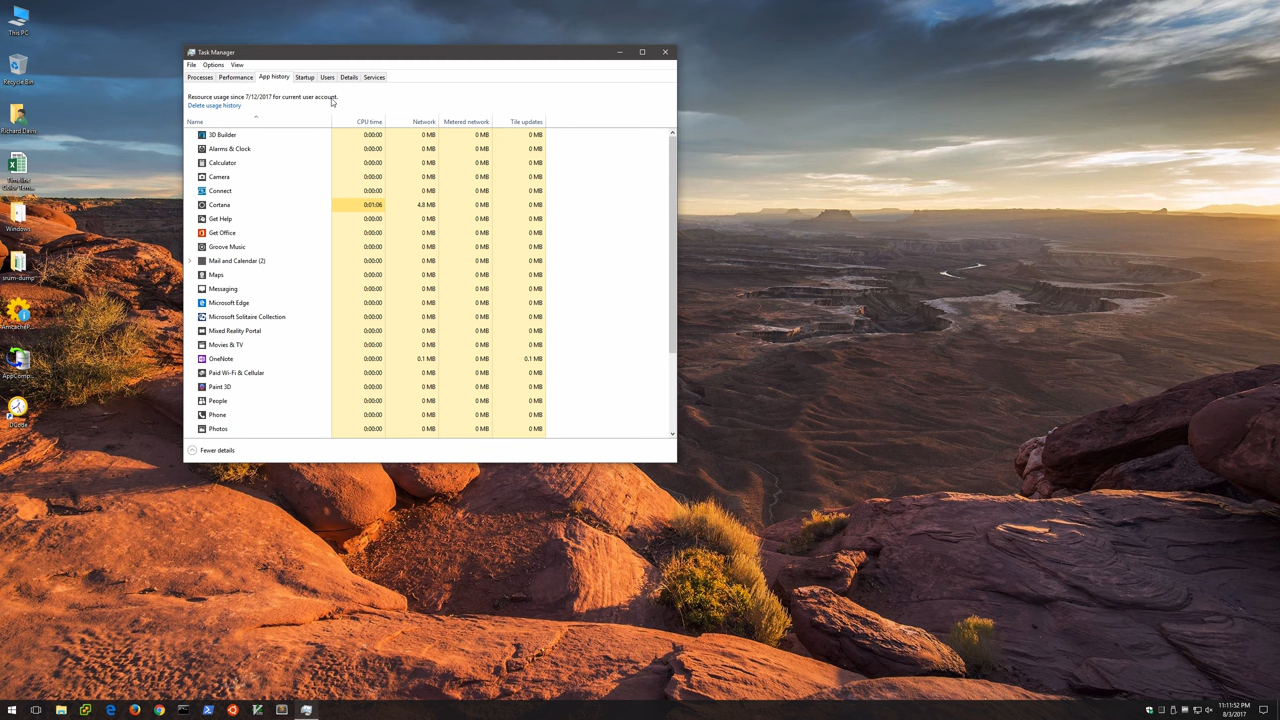 This PC
Recycle Bin
Richard Davis
Timeline
Color Tem...
Windows
srum-dump
AmcacheP...
AppComp...
DCode
Task Manager
File Options View
Processes Performance App history Startup Users Details Services
Resource usage since 7/12/2017 for current user account.
Delete usage history
Name CPU time Network Metered network Tile updates
3D Builder 0:00:00 0 MB 0 MB 0 MB
Alarms & Clock 0:00:00 0 MB 0 MB 0 MB
Calculator 0:00:00 0 MB 0 MB 0 MB
Camera 0:00:00 0 MB 0 MB 0 MB
Connect 0:00:00 0 MB 0 MB 0 MB
Cortana 0:01:06 4.8 MB 0 MB 0 MB
Get Help 0:00:00 0 MB 0 MB 0 MB
Get Office 0:00:00 0 MB 0 MB 0 MB
Groove Music 0:00:00 0 MB 0 MB 0 MB
Mail and Calendar (2) 0:00:00 0 MB 0 MB 0 MB
Maps 0:00:00 0 MB 0 MB 0 MB
Messaging 0:00:00 0 MB 0 MB 0 MB
Microsoft Edge 0:00:00 0 MB 0 MB 0 MB
Microsoft Solitaire Collection 0:00:00 0 MB 0 MB 0 MB
Mixed Reality Portal 0:00:00 0 MB 0 MB 0 MB
Movies & TV 0:00:00 0 MB 0 MB 0 MB
OneNote 0:00:00 0.1 MB 0 MB 0.1 MB
Paid Wi-Fi & Cellular 0:00:00 0 MB 0 MB 0 MB
Paint 3D 0:00:00 0 MB 0 MB 0 MB
People 0:00:00 0 MB 0 MB 0 MB
Phone 0:00:00 0 MB 0 MB 0 MB
Photos 0:00:00 0 MB 0 MB 0 MB
Fewer details
11:11:52 PM
8/3/2017